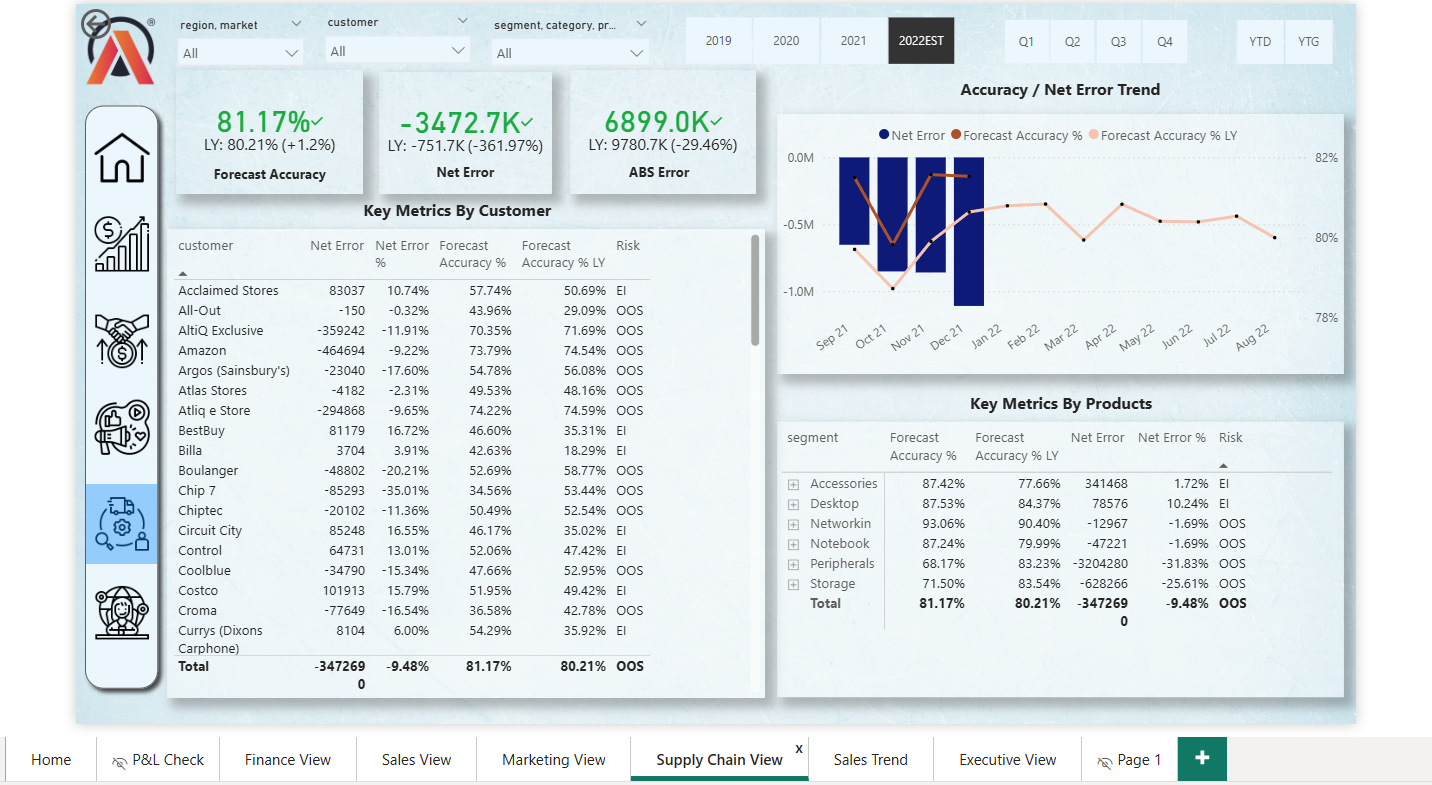 region, market
customer
segment, category, pr...
All
All
All
2019 2020 2021 2022EST
Q1 Q2 Q3 Q4
YTD YTG
81.17%
LY: 80.21% (+1.2%)
Forecast Accuracy
-3472.7K
LY: -751.7K (-361.97%)
Net Error
6899.0K
LY: 9780.7K (-29.46%)
ABS Error
Accuracy / Net Error Trend
Net Error Forecast Accuracy % Forecast Accuracy % LY
0.0M
-0.5M
-1.0M
82%
80%
78%
Sep 21 Oct 21 Nov 21 Dec 21 Jan 22 Feb 22 Mar 22 Apr 22 May 22 Jun 22 Jul 22 Aug 22
Key Metrics By Customer
customer Net Error Net Error % Forecast Accuracy % Forecast Accuracy % LY Risk
Acclaimed Stores 83037 10.74% 57.74% 50.69% EI
All-Out -150 -0.32% 43.96% 29.09% OOS
AltiQ Exclusive -359242 -11.91% 70.35% 71.69% OOS
Amazon -464694 -9.22% 73.79% 74.54% OOS
Argos (Sainsbury's) -23040 -17.60% 54.78% 56.08% OOS
Atlas Stores -4182 -2.31% 49.53% 48.16% OOS
Atliq e Store -294868 -9.65% 74.22% 74.59% OOS
BestBuy 81179 16.72% 46.60% 35.31% EI
Billa 3704 3.91% 42.63% 18.29% EI
Boulanger -48802 -20.21% 52.69% 58.77% OOS
Chip 7 -85293 -35.01% 34.56% 53.44% OOS
Chiptec -20102 -11.36% 50.49% 52.54% OOS
Circuit City 85248 16.55% 46.17% 35.02% EI
Control 64731 13.01% 52.06% 47.42% EI
Coolblue -34790 -15.34% 47.66% 52.95% OOS
Costco 101913 15.79% 51.95% 49.42% EI
Croma -77649 -16.54% 36.58% 42.78% OOS
Currys (Dixons 8104 6.00% 54.29% 35.92% EI
Carphone)
Total -347269 -9.48% 81.17% 80.21% OOS
0
Key Metrics By Products
segment Forecast Accuracy % Forecast Accuracy % LY Net Error Net Error % Risk
Accessories 87.42% 77.66% 341468 1.72% EI
Desktop 87.53% 84.37% 78576 10.24% EI
Networkin 93.06% 90.40% -12967 -1.69% OOS
Notebook 87.24% 79.99% -47221 -1.69% OOS
Peripherals 68.17% 83.23% -3204280 -31.83% OOS
Storage 71.50% 83.54% -628266 -25.61% OOS
Total 81.17% 80.21% -347269 -9.48% OOS
0
Home P&L Check Finance View Sales View Marketing View Supply Chain View x Sales Trend Executive View Page 1 +